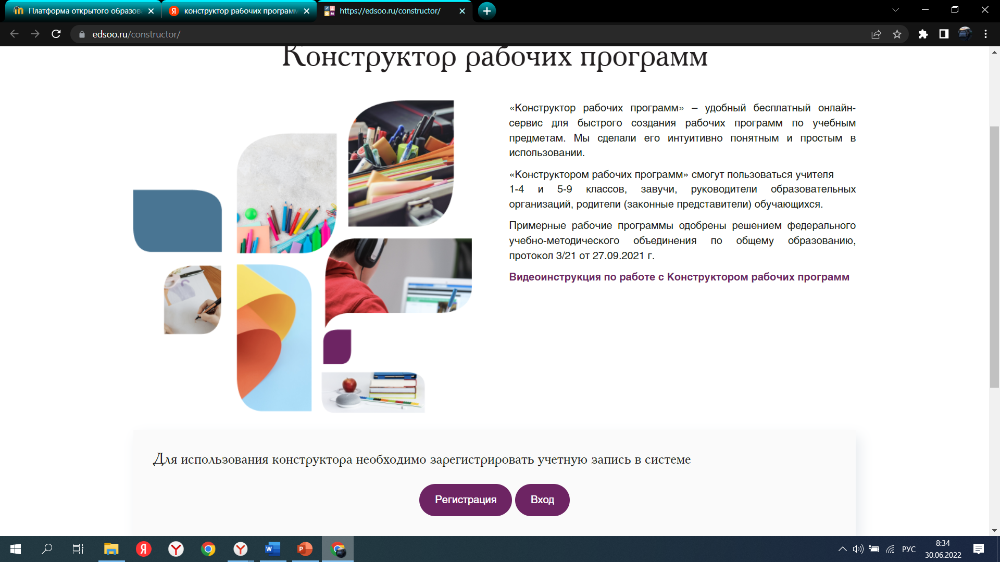 Платформа открытого образова
конструктор рабочих программ
https://edsoo.ru/constructor/
edsoo.ru/constructor/
Конструктор рабочих программ
«Конструктор рабочих программ» – удобный бесплатный онлайн-
сервис для быстрого создания рабочих программ по учебным
предметам. Мы сделали его интуитивно понятным и простым в
использовании.
«Конструктором рабочих программ» смогут пользоваться учителя
1-4 и 5-9 классов, завучи, руководители образовательных
организаций, родители (законные представители) обучающихся.
Примерные рабочие программы одобрены решением федерального
учебно-методического объединения по общему образованию,
протокол 3/21 от 27.09.2021 г.
Видеоинструкция по работе с Конструктором рабочих программ
Для использования конструктора необходимо зарегистрировать учетную запись в системе
Регистрация Вход
РУС
8:34
30.06.2022